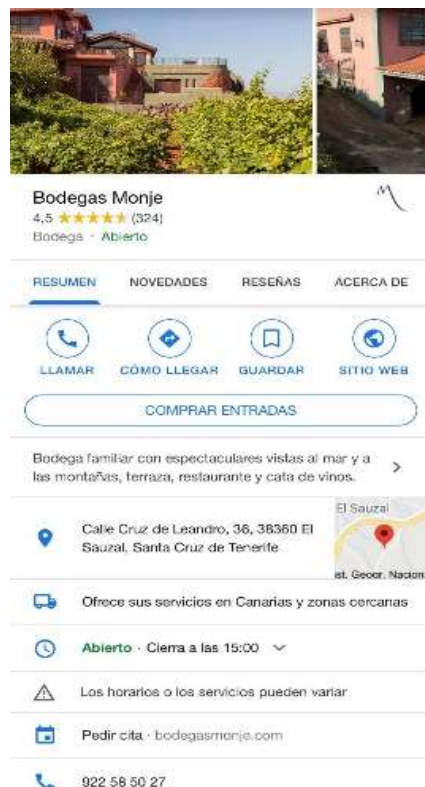 Bodegas Monje
4,5 (324)
Bodega · Abierto
RESUMEN NOVEDADES RESEÑAS ACERCA DE
LLAMAR CÓMO LLEGAR GUARDAR SITIO WEB
COMPRAR ENTRADAS
Bodega familiar con espectaculares vistas al mar y a
las montañas, terraza, restaurante y cata de vinos.
El Sauzal
Calle Cruz de Leandro, 36, 38360 El
Sauzal, Santa Cruz de Tenerife
st. Geogr. Nacion
Ofrece sus servicios en Canarias y zonas cercanas
Abierto · Cierra a las 15:00
Los horarios o los servicios pueden variar
Pedir cita · bodegasmonje.com
922 58 50 27